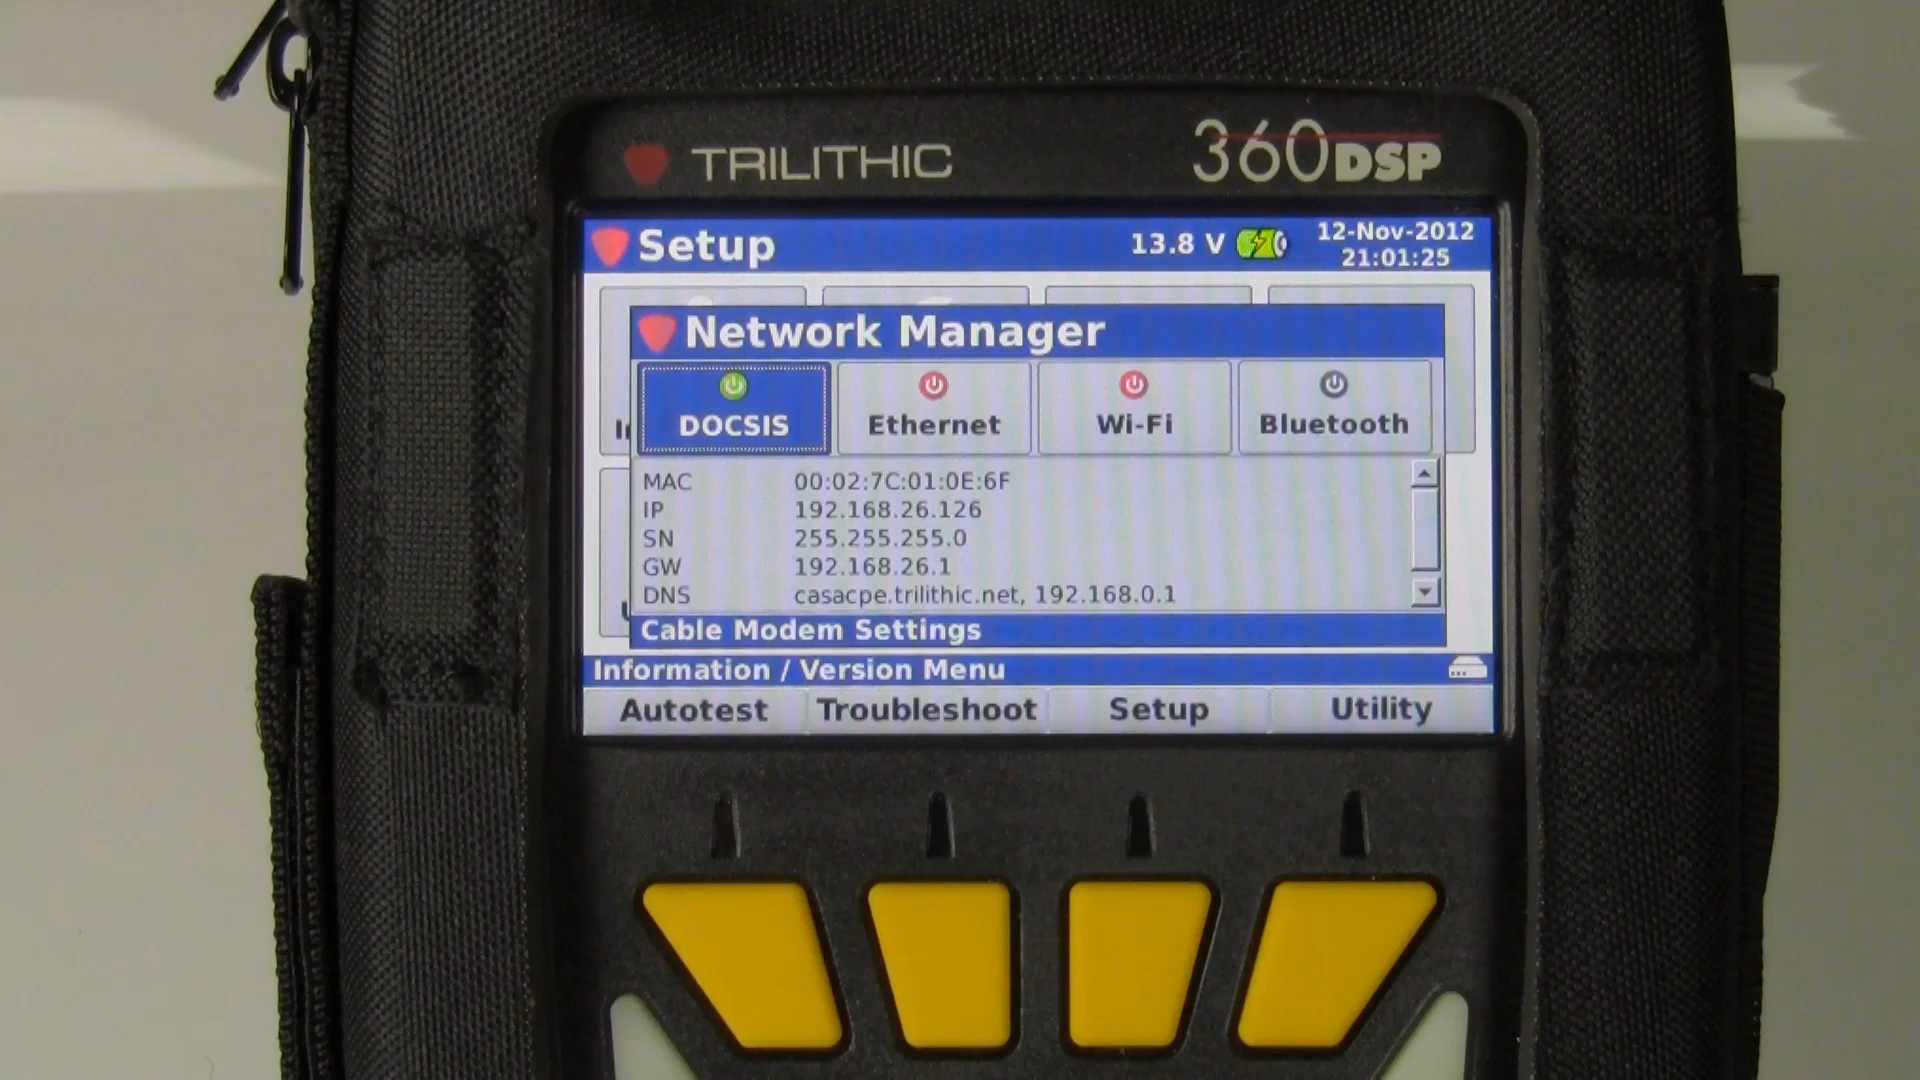 TRILITHIC 360DSP
Setup 13.8 V 12-Nov-2012
21:01:25
Network Manager
DOCSIS Ethernet Wi-Fi Bluetooth
MAC 00:02:7C:01:0E:6F
IP 192.168.26.126
SN 255.255.255.0
GW 192.168.26.1
DNS casacpe.trilithic.net, 192.168.0.1
Cable Modem Settings
Information / Version Menu
Autotest Troubleshoot Setup Utility